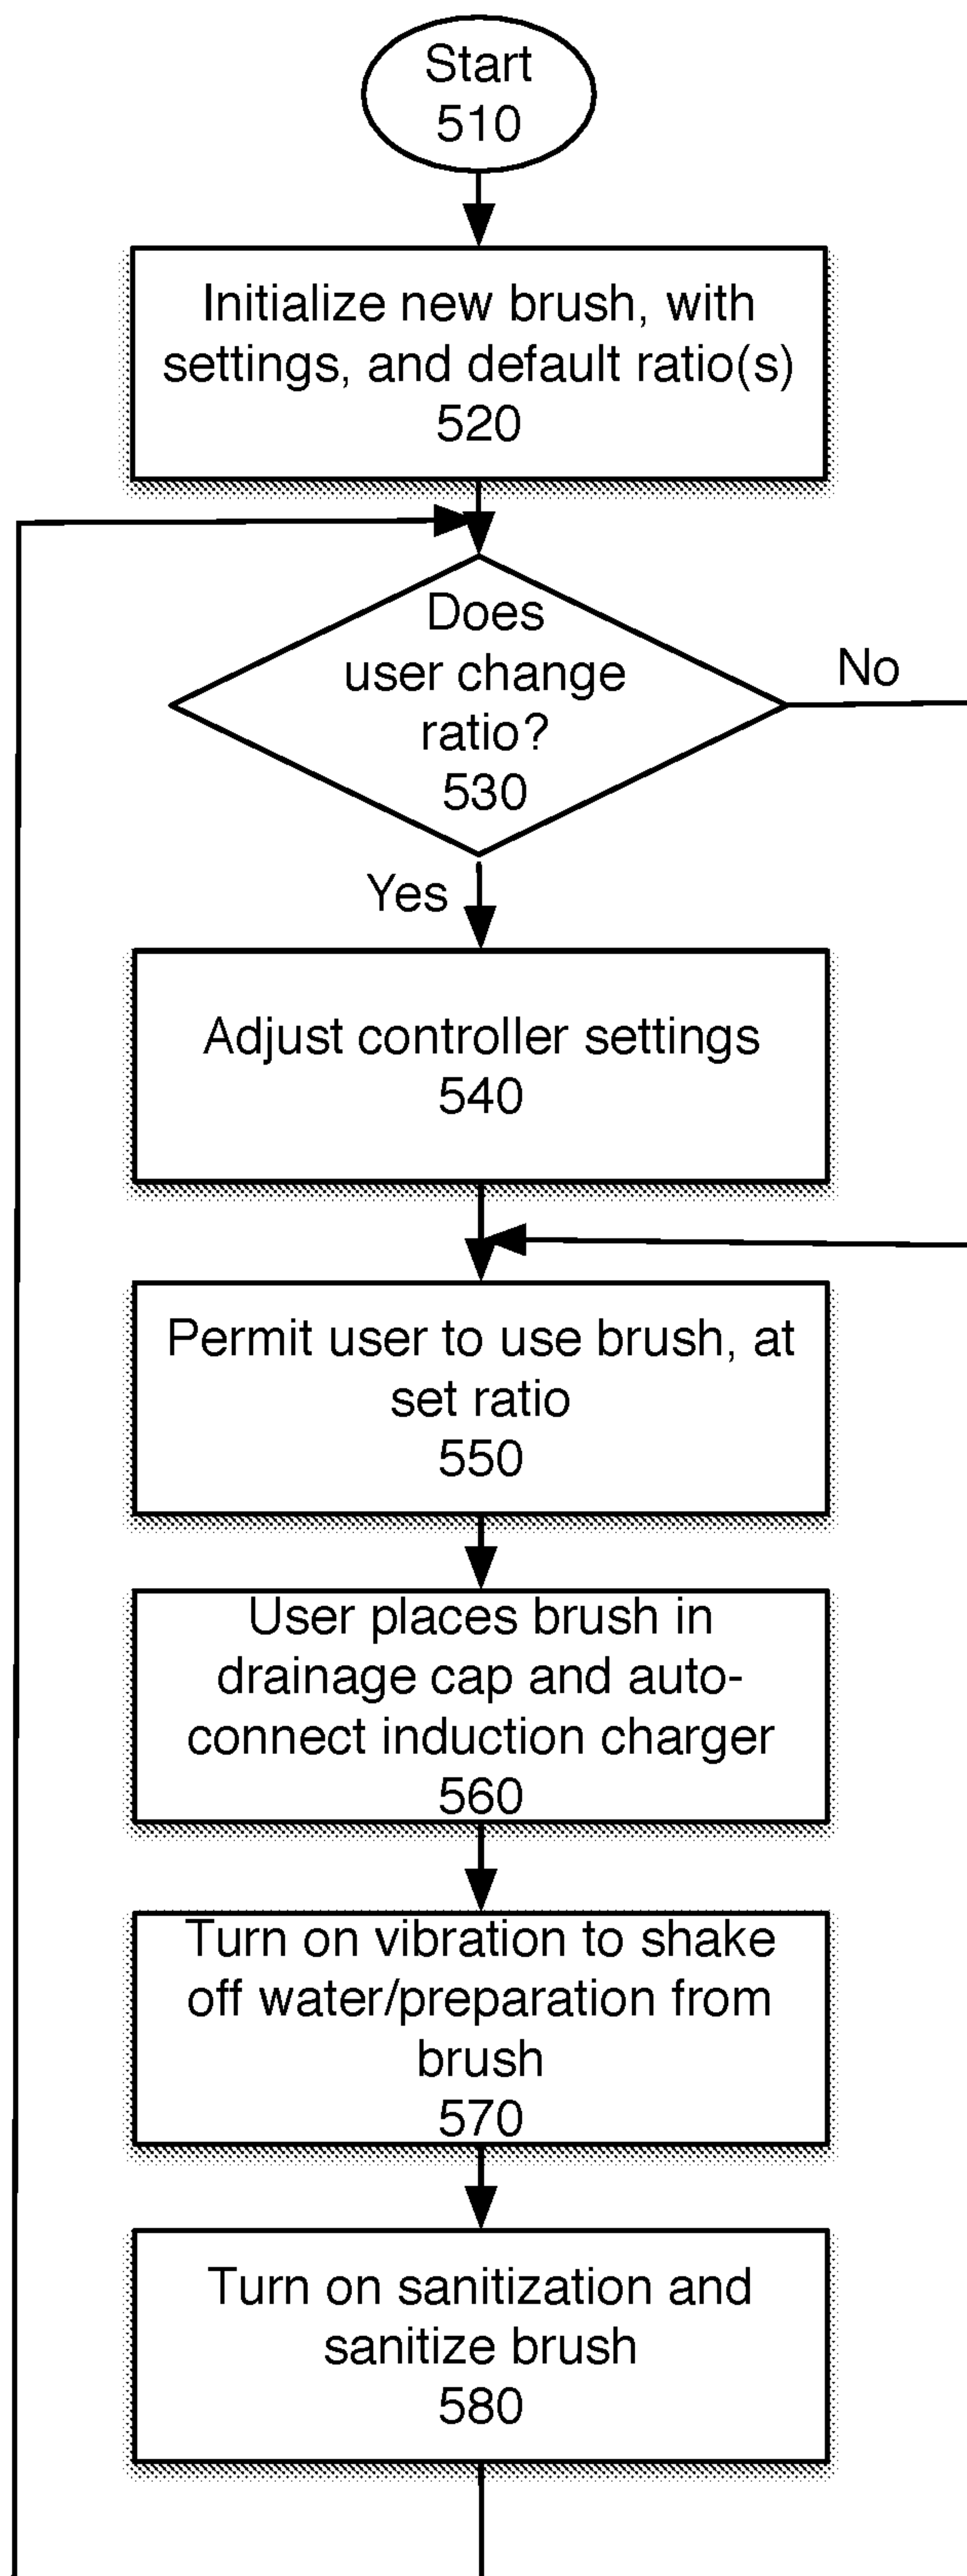 Start
510
Initialize new brush, with
settings, and default ratio(s)
520
Does
user change
ratio?
530
No
Yes
Adjust controller settings
540
Permit user to use brush, at
set ratio
550
User places brush in
drainage cap and auto-
connect induction charger
560
Turn on vibration to shake
off water/preparation from
brush
570
Turn on sanitization and
sanitize brush
580